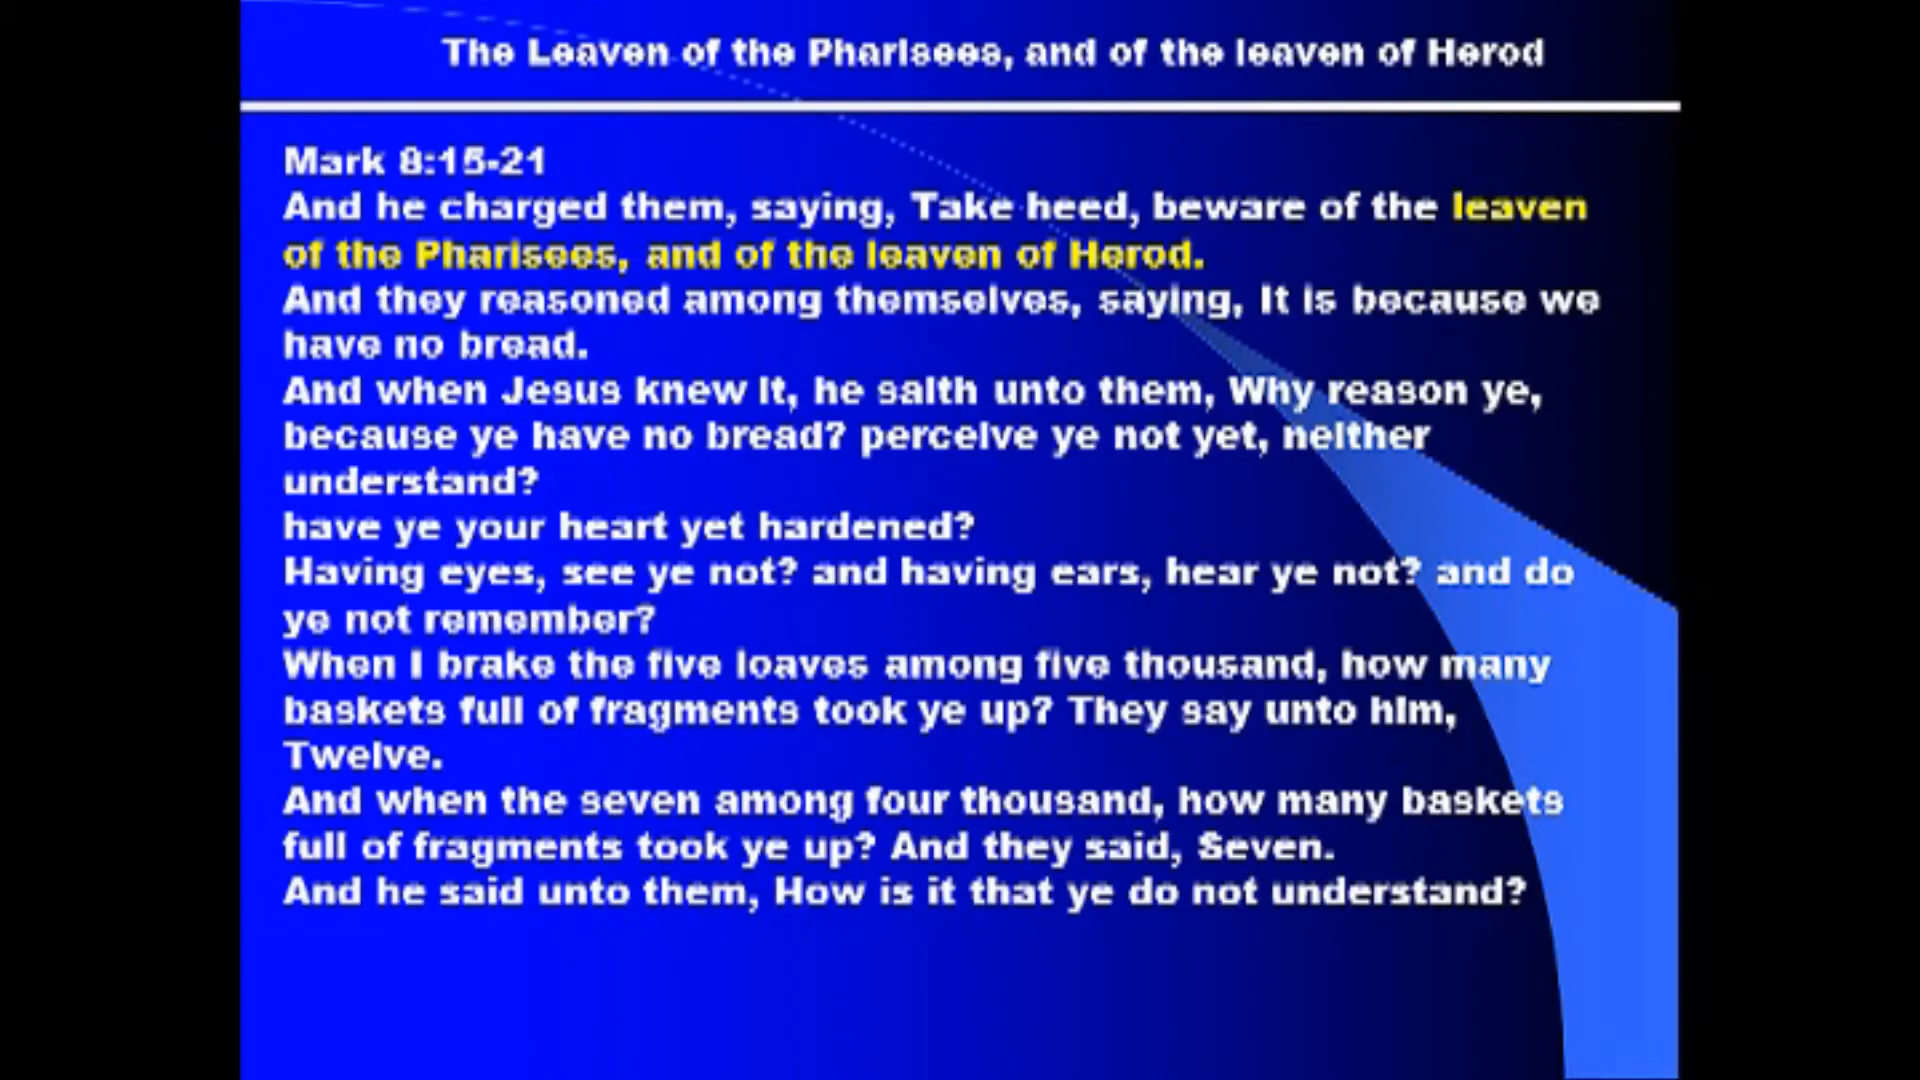 The Leaven of the Pharisees, and of the leaven of Herod
Mark 8:15-21
And he charged them, saying, Take heed, beware of the leaven
of the Pharisees, and of the leaven of Herod.
And they reasoned among themselves, saying, It is because we
have no bread.
And when Jesus knew it, he saith unto them, Why reason ye,
because ye have no bread? perceive ye not yet, neither
understand?
have ye your heart yet hardened?
Having eyes, see ye not? and having ears, hear ye not? and do
ye not remember?
When I brake the five loaves among five thousand, how many
baskets full of fragments took ye up? They say unto him,
Twelve.
And when the seven among four thousand, how many baskets
full of fragments took ye up? And they said, Seven.
And he said unto them, How is it that ye do not understand?